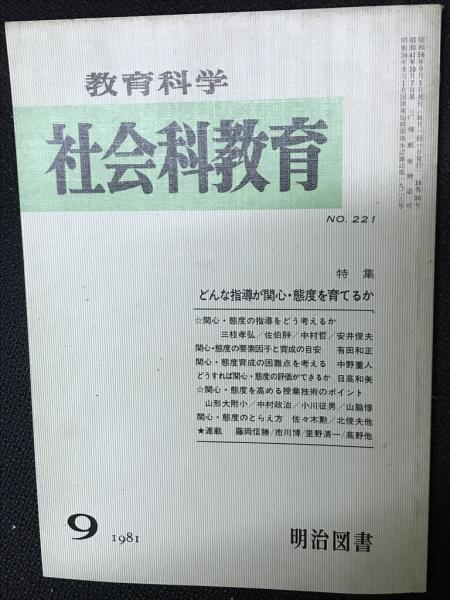 教育科学
社会科教育
NO. 221
特集
どんな指導が関心・態度を育てるか
☆関心・態度の指導をどう考えるか
三枝孝弘／佐伯胖／中村哲／安井俊夫
関心・態度の要素因子と育成の目安 有田和正
関心・態度育成の困難点を考える 中野重人
どうすれば関心・態度の評価ができるか 日高和美
☆関心・態度を高める授業技術のポイント
山形大附小／中村政治／小川征男／山脇惇
関心・態度のとらえ方 佐々木勲／北俊夫他
★連載 藤岡信勝／市川博／里野清一／高野他
9 1981
明治図書